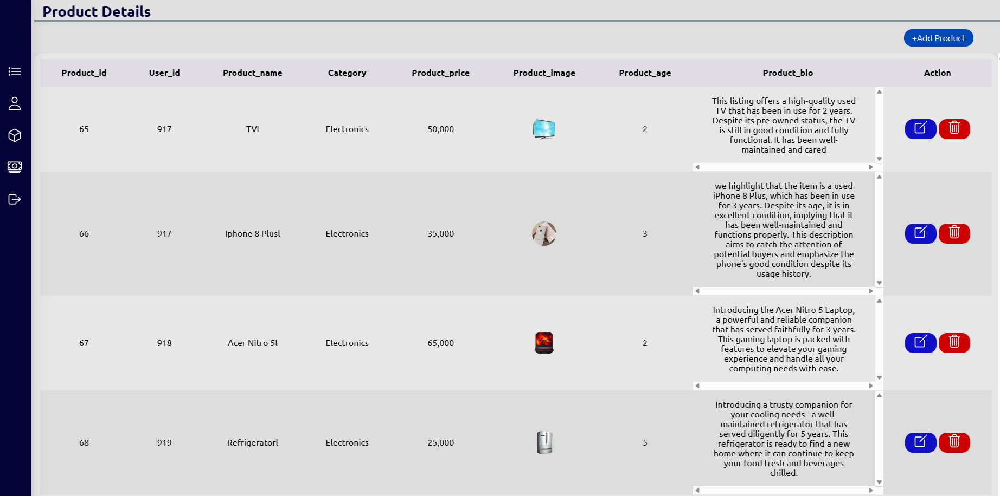 Product Details
+Add Product
Product_id User_id Product_name Category Product_price Product_image Product_age Product_bio Action
65 917 TVl Electronics 50,000 2
This listing offers a high-quality used
TV that has been in use for 2 years.
Despite its pre-owned status, the TV
is still in good condition and fully
functional. It has been well-
maintained and cared
66 917 Iphone 8 Plusl Electronics 35,000 3
we highlight that the item is a used
iPhone 8 Plus, which has been in use
for 3 years. Despite its age, it is in
excellent condition, implying that it
has been well-maintained and
functions properly. This description
aims to catch the attention of
potential buyers and emphasize the
phone's good condition despite its
usage history.
67 918 Acer Nitro 5l Electronics 65,000 2
Introducing the Acer Nitro 5 Laptop,
a powerful and reliable companion
that has served faithfully for 3 years.
This gaming laptop is packed with
features to elevate your gaming
experience and handle all your
computing needs with ease.
68 919 Refrigeratorl Electronics 25,000 5
Introducing a trusty companion for
your cooling needs - a well-
maintained refrigerator that has
served diligently for 5 years. This
refrigerator is ready to find a new
home where it can continue to keep
your food fresh and beverages
chilled.